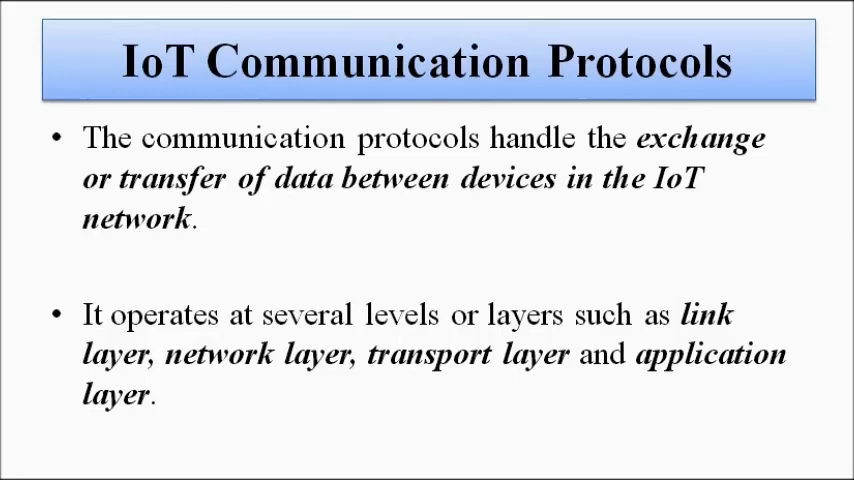 IoT Communication Protocols
• The communication protocols handle the exchange
or transfer of data between devices in the IoT
network.
• It operates at several levels or layers such as link
layer, network layer, transport layer and application
layer.